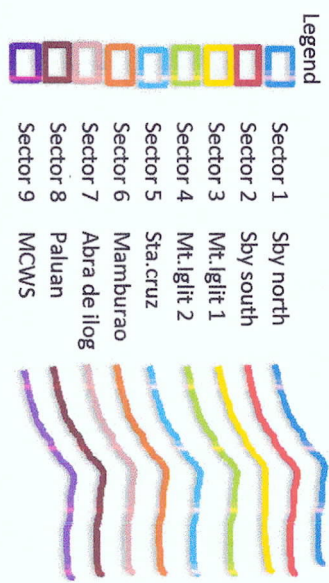 Legend
Sector 1 Sby north
Sector 2 Sby south
Sector 3 Mt.Iglit 1
Sector 4 Mt.Iglit 2
Sector 5 Sta.cruz
Sector 6 Mamburao
Sector 7 Abra de ilog
Sector 8 Paluan
Sector 9 MCWS